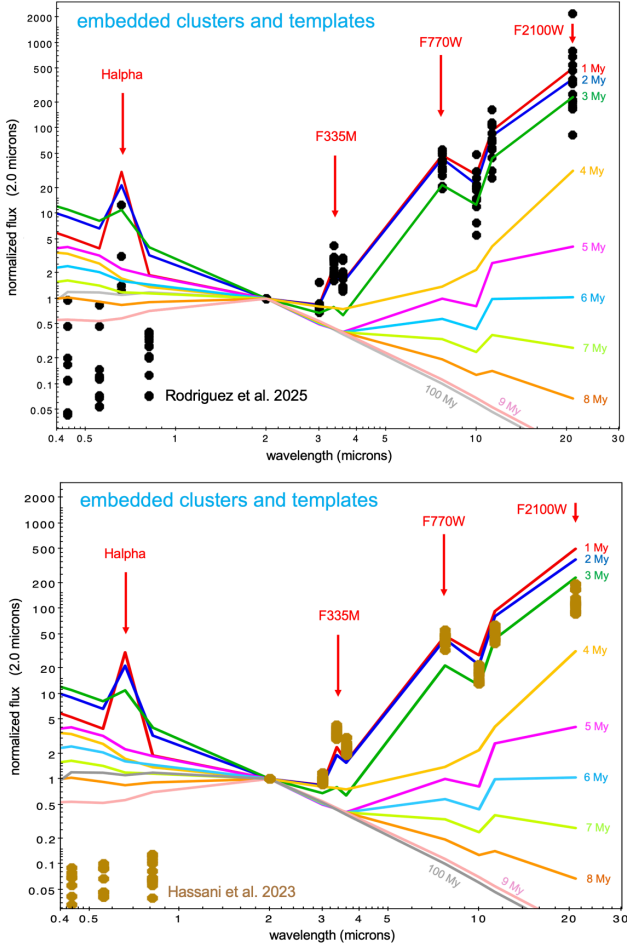 embedded clusters and templates
2000
1000
500
200
100
50
20
10
5
2
1
0.5
0.2
0.1
0.05
normalized flux (2.0 microns)
Halpha
F335M
F770W
F2100W
1 My
2 My
3 My
4 My
5 My
6 My
7 My
8 My
9 My
100 My
Rodriguez et al. 2025
0.4 0.5 1 2 3 4 5 10 20 30
wavelength (microns)
embedded clusters and templates
2000
1000
500
200
100
50
20
10
5
2
1
0.5
0.2
0.1
0.05
normalized flux (2.0 microns)
Halpha
F335M
F770W
F2100W
1 My
2 My
3 My
4 My
5 My
6 My
7 My
8 My
9 My
100 My
Hassani et al. 2023
0.4 0.5 1 2 3 4 5 10 20 30
wavelength (microns)